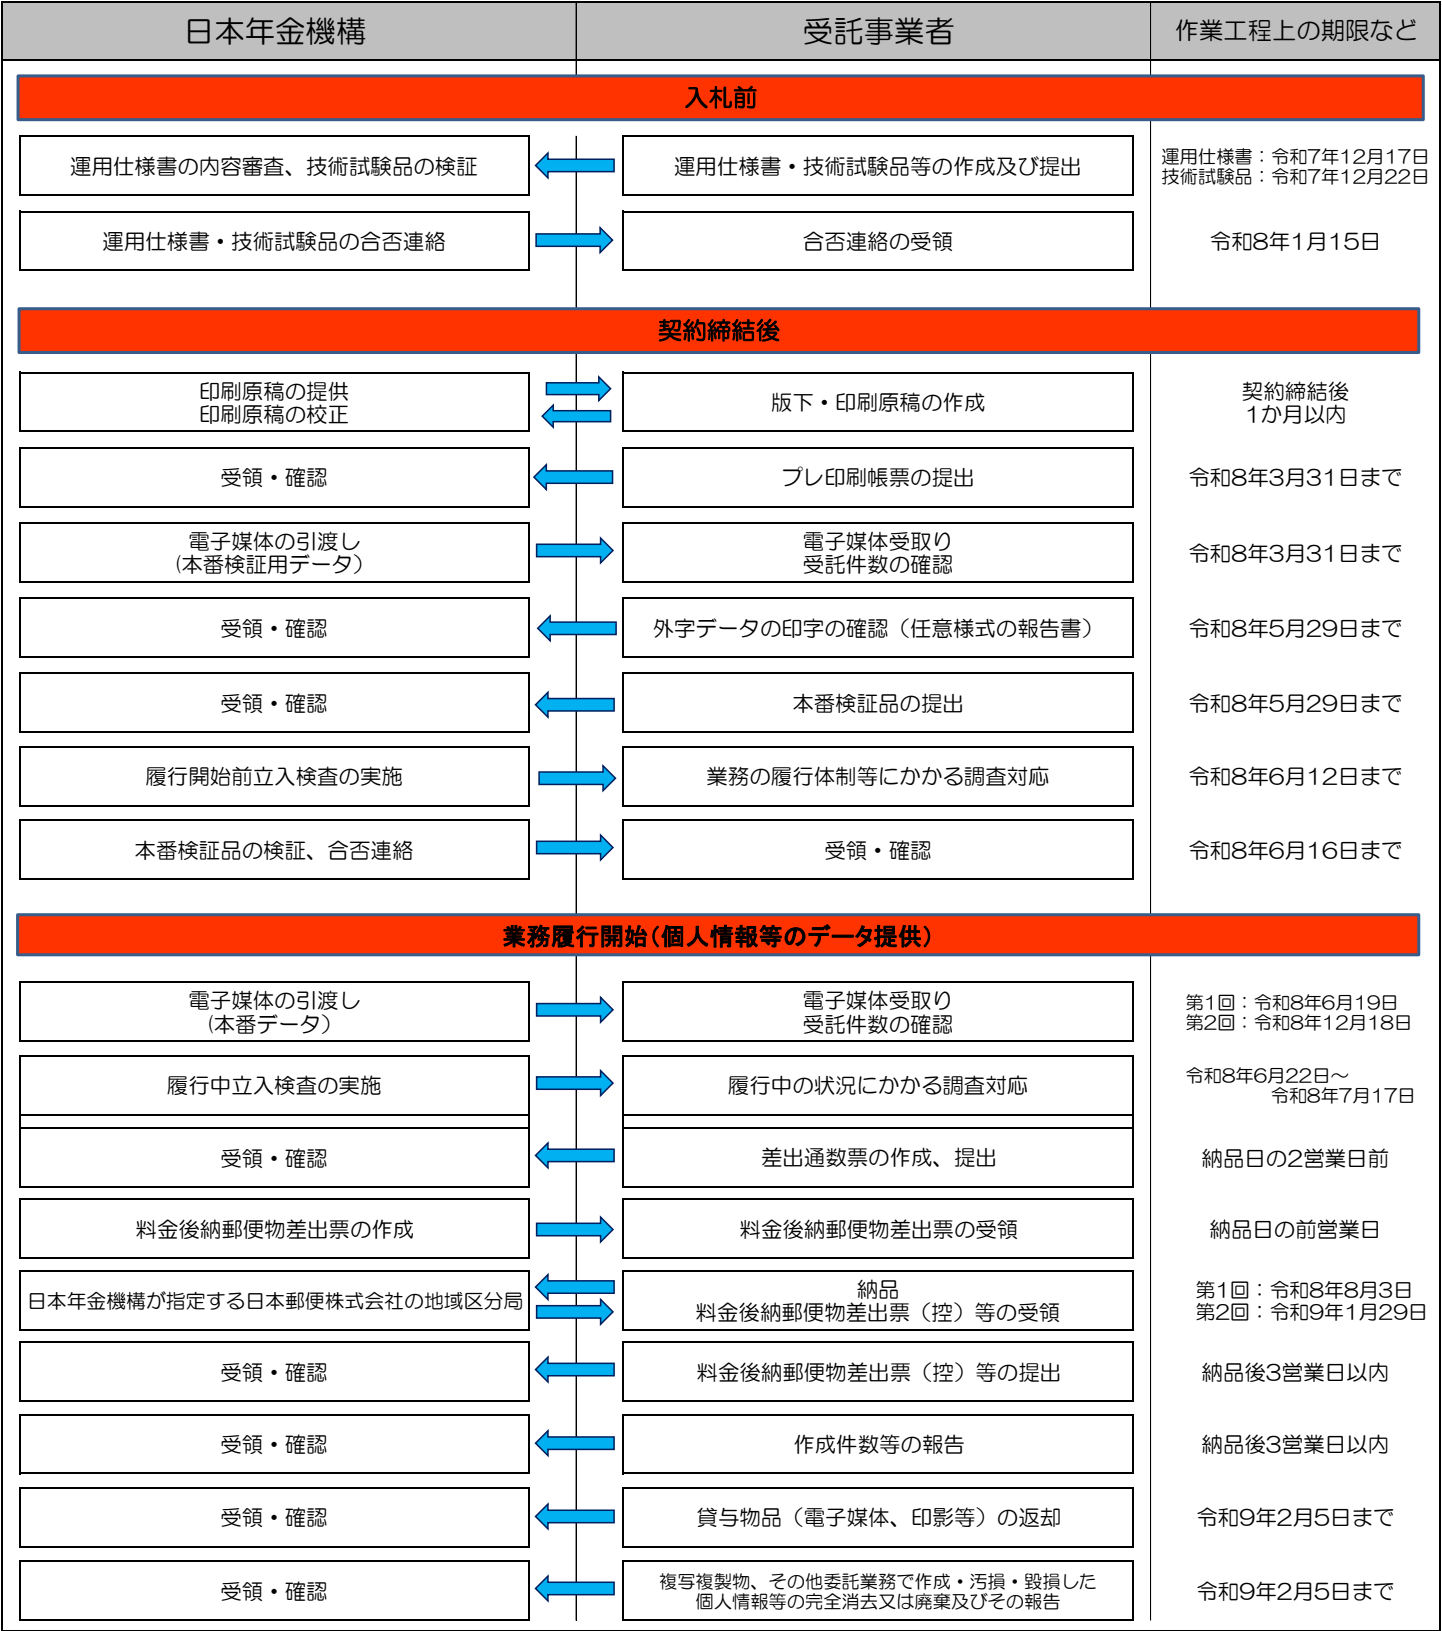 日本年金機構
受託事業者
作業工程上の期限など
入札前
運用仕様書の内容審査、技術試験品の検証
運用仕様書・技術試験品等の作成及び提出
運用仕様書：令和7年12月17日
技術試験品：令和7年12月22日
運用仕様書・技術試験品の合否連絡
合否連絡の受領
令和8年1月15日
契約締結後
印刷原稿の提供
印刷原稿の校正
版下・印刷原稿の作成
契約締結後
1か月以内
受領・確認
プレ印刷帳票の提出
令和8年3月31日まで
電子媒体の引渡し
(本番検証用データ）
電子媒体受取り
受託件数の確認
令和8年3月31日まで
受領・確認
外字データの印字の確認（任意様式の報告書）
令和8年5月29日まで
受領・確認
本番検証品の提出
令和8年5月29日まで
履行開始前立入検査の実施
業務の履行体制等にかかる調査対応
令和8年6月12日まで
本番検証品の検証、合否連絡
受領・確認
令和8年6月16日まで
業務履行開始（個人情報等のデータ提供）
電子媒体の引渡し
(本番データ）
電子媒体受取り
受託件数の確認
第1回：令和8年6月19日
第2回：令和8年12月18日
履行中立入検査の実施
履行中の状況にかかる調査対応
令和8年6月22日～
令和8年7月17日
受領・確認
差出通数票の作成、提出
納品日の2営業日前
料金後納郵便物差出票の作成
料金後納郵便物差出票の受領
納品日の前営業日
日本年金機構が指定する日本郵便株式会社の地域区分局
納品
料金後納郵便物差出票（控）等の受領
第1回：令和8年8月3日
第2回：令和9年1月29日
受領・確認
料金後納郵便物差出票（控）等の提出
納品後3営業日以内
受領・確認
作成件数等の報告
納品後3営業日以内
受領・確認
貸与物品（電子媒体、印影等）の返却
令和9年2月5日まで
受領・確認
複写複製物、その他委託業務で作成・汚損・毀損した
個人情報等の完全消去又は廃棄及びその報告
令和9年2月5日まで